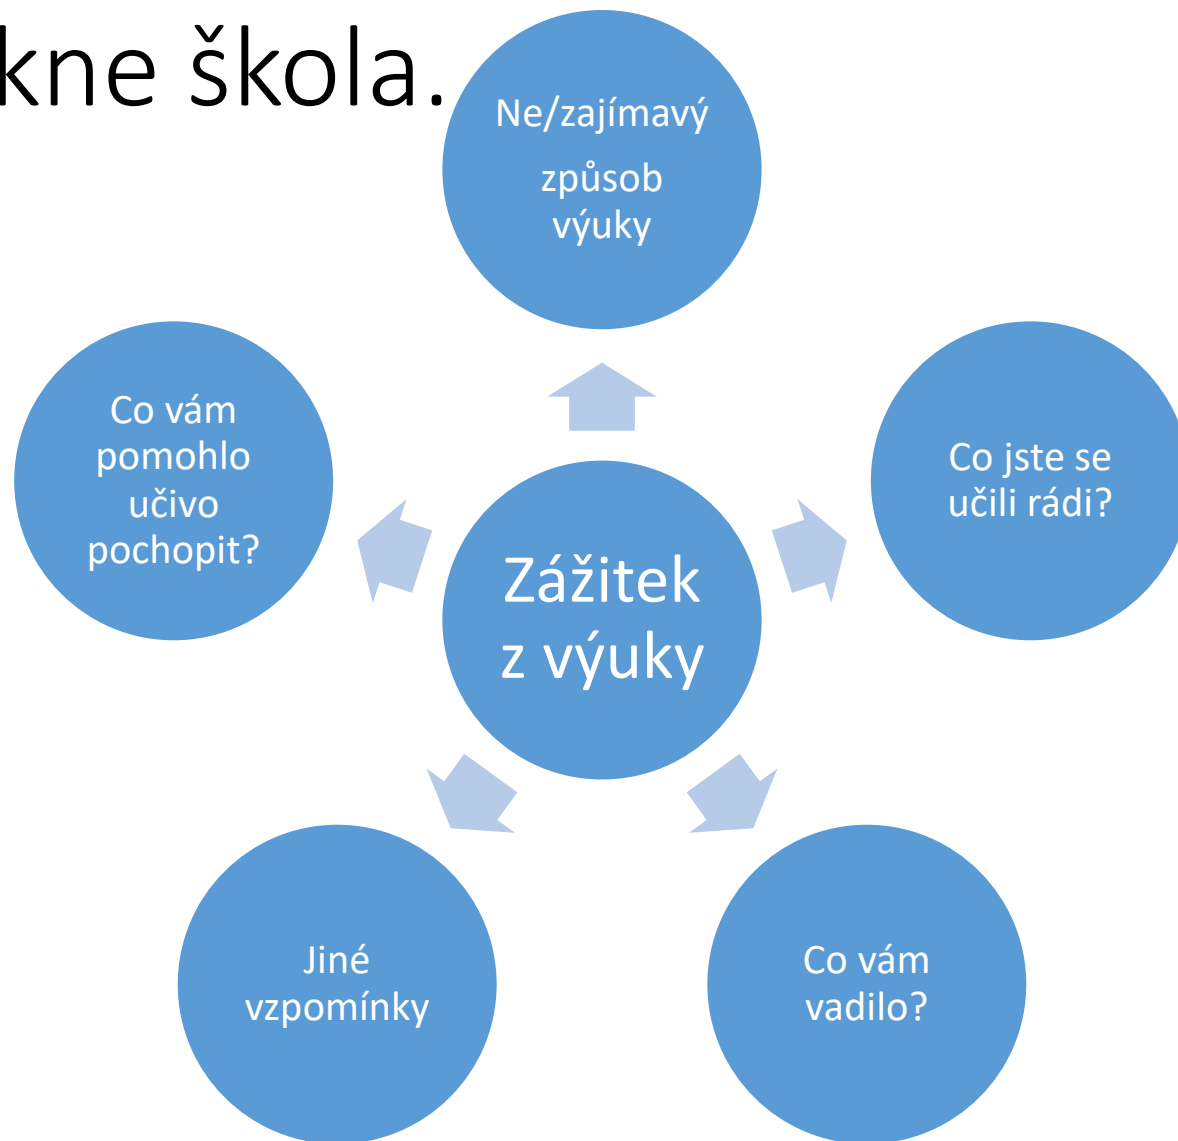 kne škola.
Ne/zajímavý
způsob
výuky
Co vám
pomohlo
učivo
pochopit?
Co jste se
učili rádi?
Zážitek
z výuky
Jiné
vzpomínky
Co vám
vadilo?